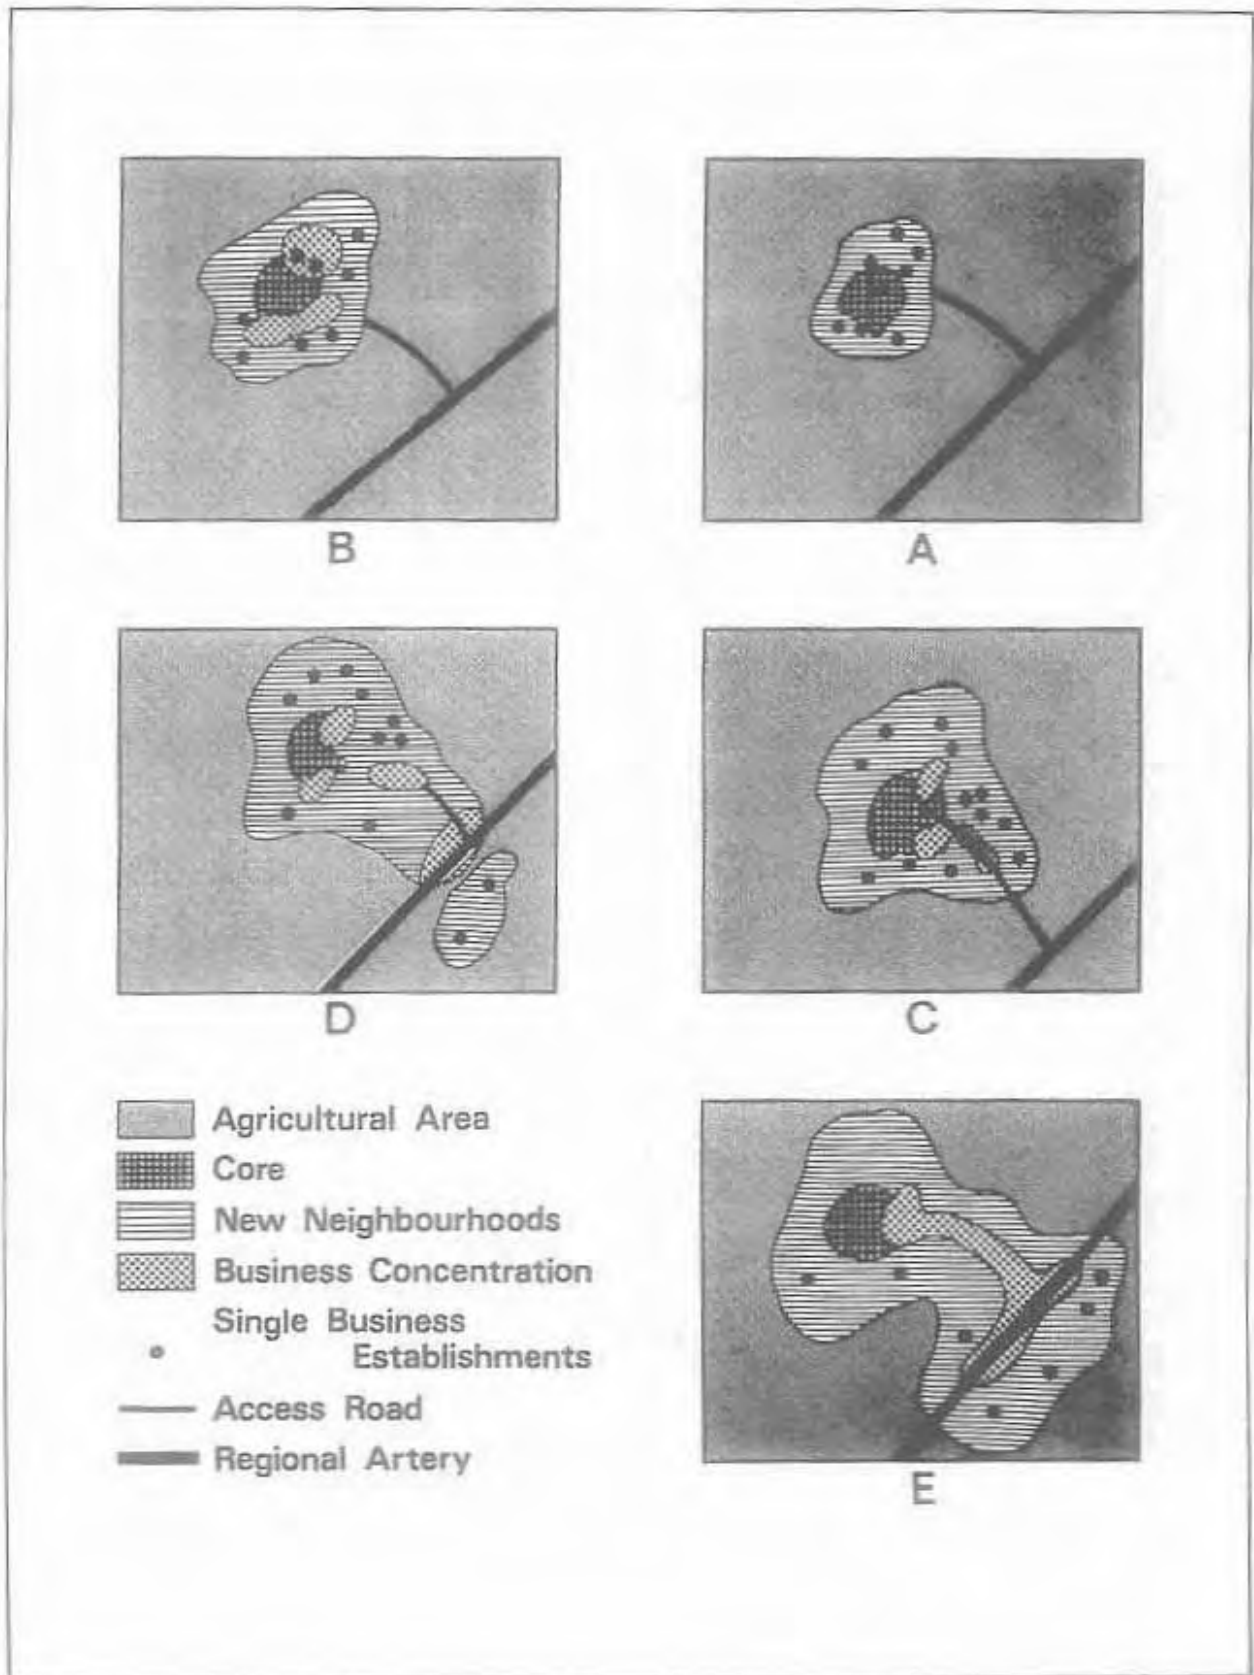 B
A
D
C
Agricultural Area
Core
New Neighbourhoods
Business Concentration
Single Business
Establishments
Access Road
Regional Artery
E